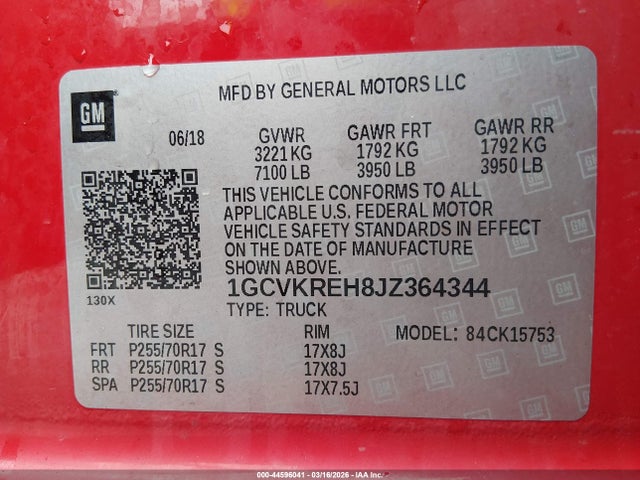 GM
MFD BY GENERAL MOTORS LLC
06/18 GVWR GAWR FRT GAWR RR
3221 KG 1792 KG 1792 KG
7100 LB 3950 LB 3950 LB
THIS VEHICLE CONFORMS TO ALL
APPLICABLE U.S. FEDERAL MOTOR
VEHICLE SAFETY STANDARDS IN EFFECT
ON THE DATE OF MANUFACTURE
SHOWN ABOVE.
1GCVKREH8JZ364344
130X
TYPE: TRUCK
TIRE SIZE RIM MODEL: 84CK15753
FRT P255/70R17 S 17X8J
RR P255/70R17 S 17X8J
SPA P255/70R17 S 17X7.5J
000-44596041 - 03/16/2026 - IAA Inc.